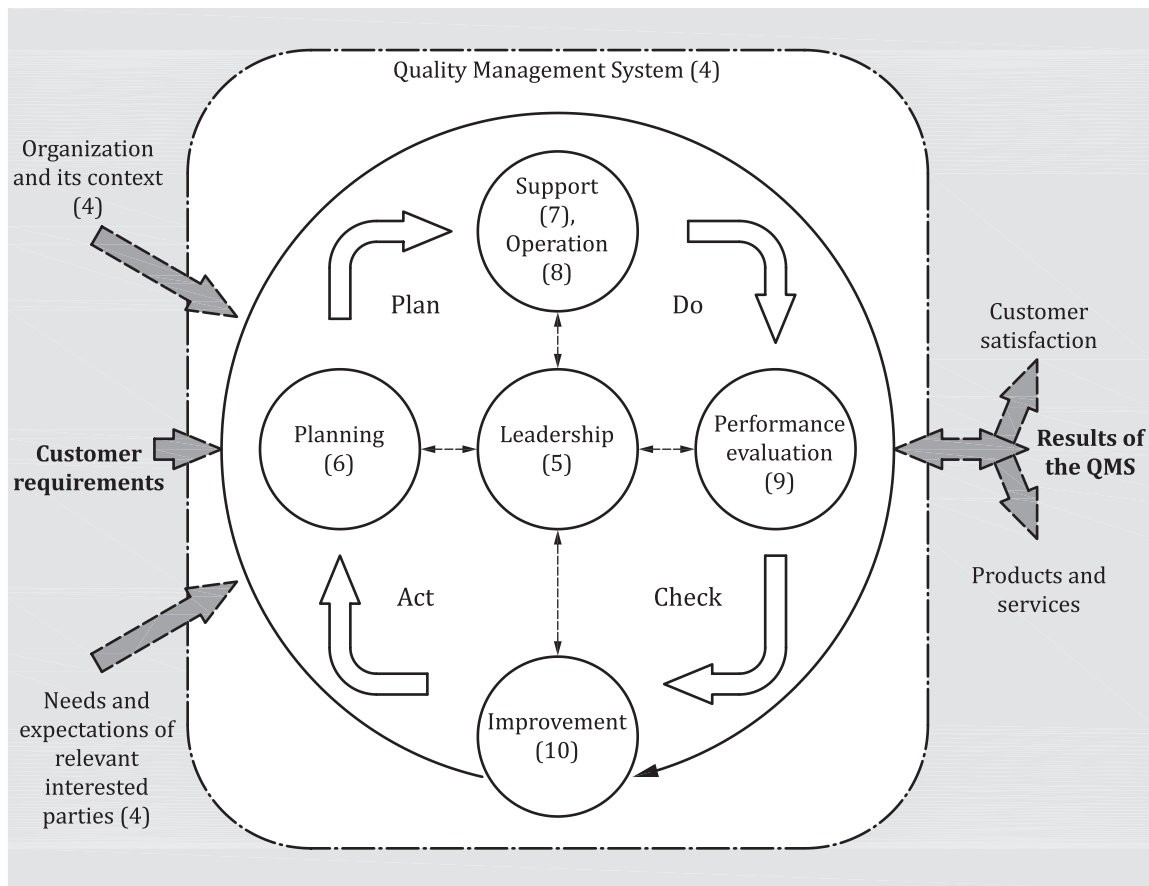 Quality Management System (4)
Organization
and its context
(4)
Support
(7),
Operation
(8)
Plan
Do
Customer
satisfaction
Customer
requirements
Planning
(6)
Leadership
(5)
Performance
evaluation
(9)
Results of
the QMS
Act
Check
Products and
services
Needs and
expectations of
relevant
interested
parties (4)
Improvement
(10)